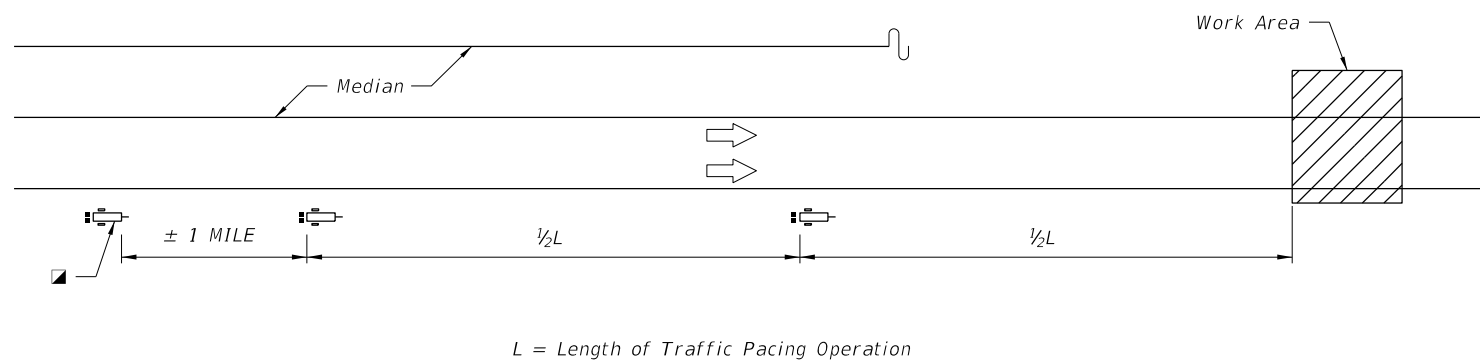 Work Area
Median
± 1 MILE
½L
½L
L = Length of Traffic Pacing Operation